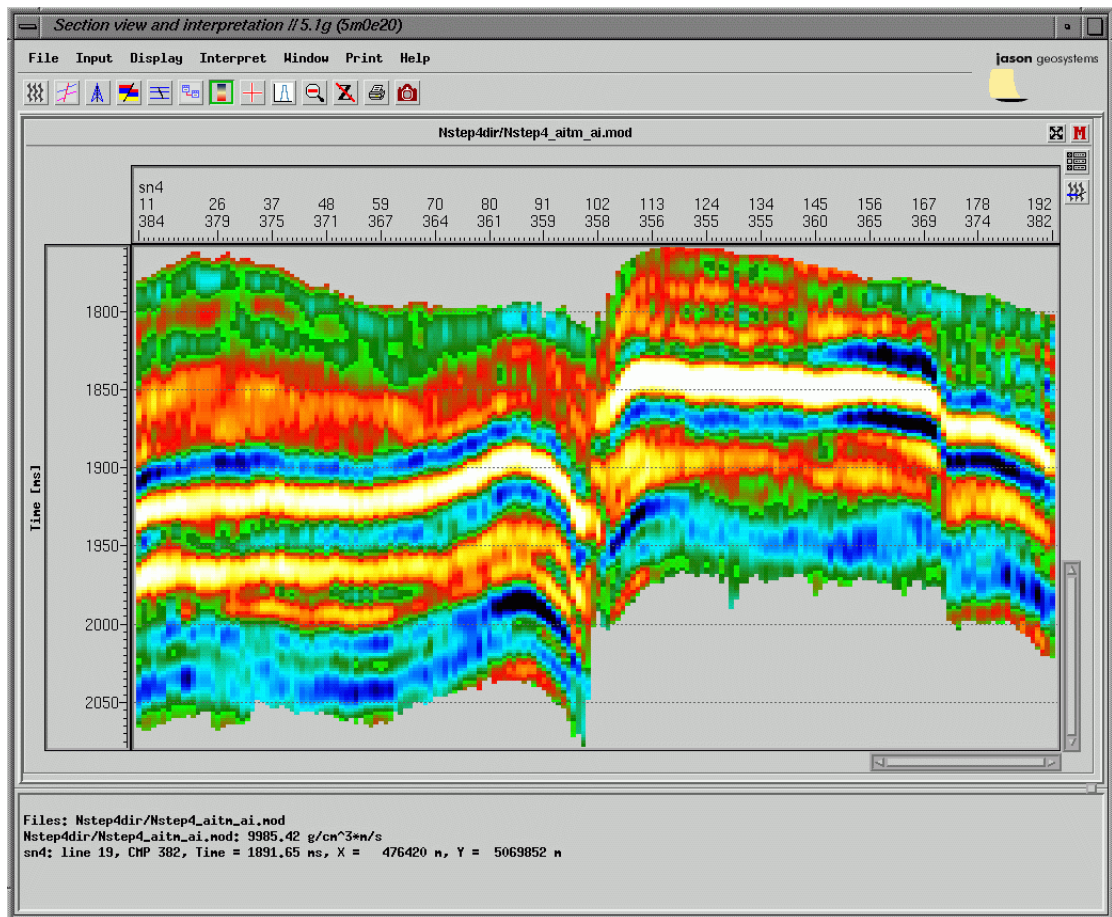 Section view and interpretation // 5.1g (5m0e20)
File Input Display Interpret Window Print Help
jason geosystems
Nstep4dir/Nstep4_aitm_ai.mod
M
sn4
11 26 37 48 59 70 80 91 102 113 124 134 145 156 167 178 192
384 379 375 371 367 364 361 359 358 356 355 355 360 365 369 374 382
Time [ms]
1800
1850
1900
1950
2000
2050
Files: Nstep4dir/Nstep4_aitm_ai.mod
Nstep4dir/Nstep4_aitm_ai.mod: 9985.42 g/cm^3*m/s
sn4: line 19, CMP 382, Time = 1891.65 ms, X = 476420 m, Y = 5069852 m